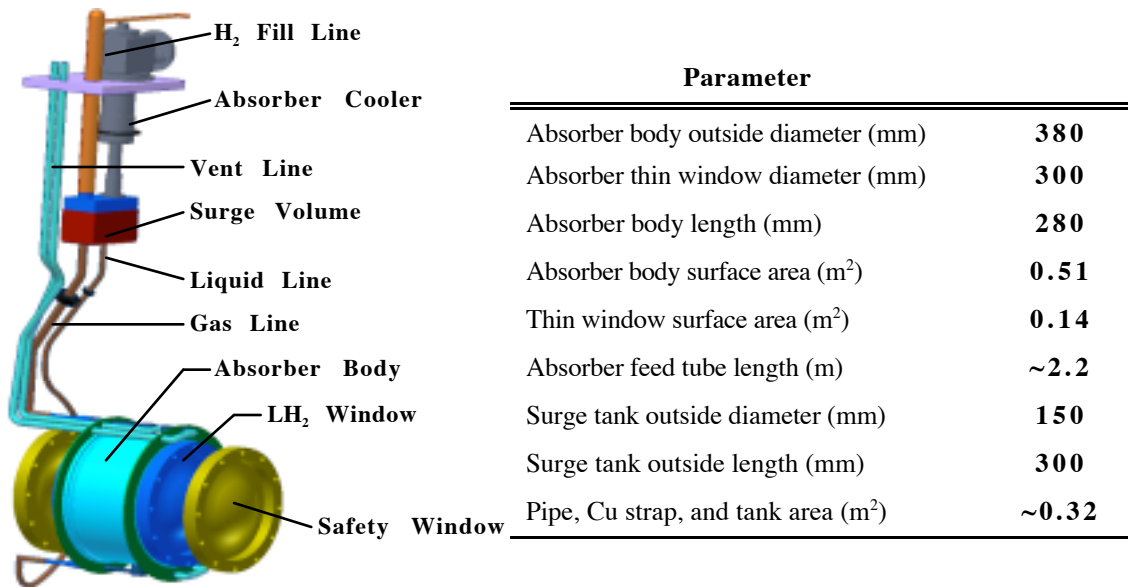 H₂ Fill Line
Absorber Cooler
Vent Line
Surge Volume
Liquid Line
Gas Line
Absorber Body
LH₂ Window
Safety Window
Parameter
Absorber body outside diameter (mm) 380
Absorber thin window diameter (mm) 300
Absorber body length (mm) 280
Absorber body surface area (m²) 0.51
Thin window surface area (m²) 0.14
Absorber feed tube length (m) ~2.2
Surge tank outside diameter (mm) 150
Surge tank outside length (mm) 300
Pipe, Cu strap, and tank area (m²) ~0.32